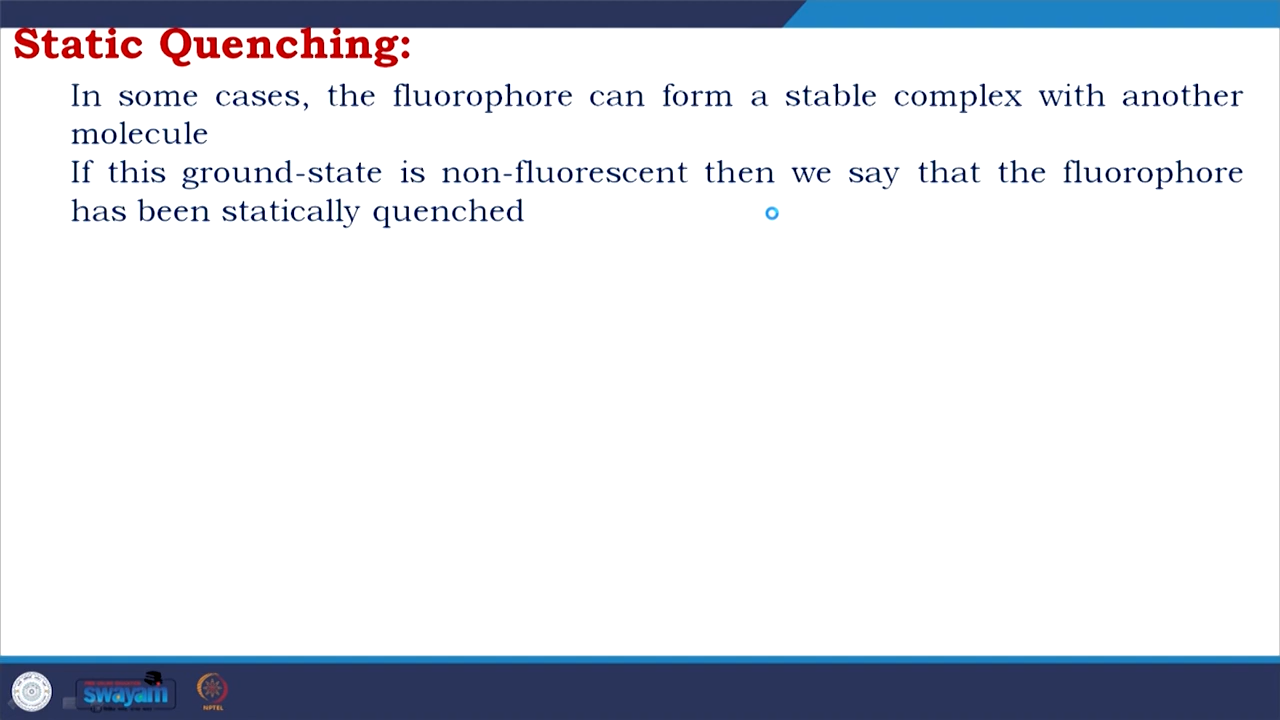 Static Quenching:
In some cases, the fluorophore can form a stable complex with another
molecule
If this ground-state is non-fluorescent then we say that the fluorophore
has been statically quenched
swayam
NPTEL